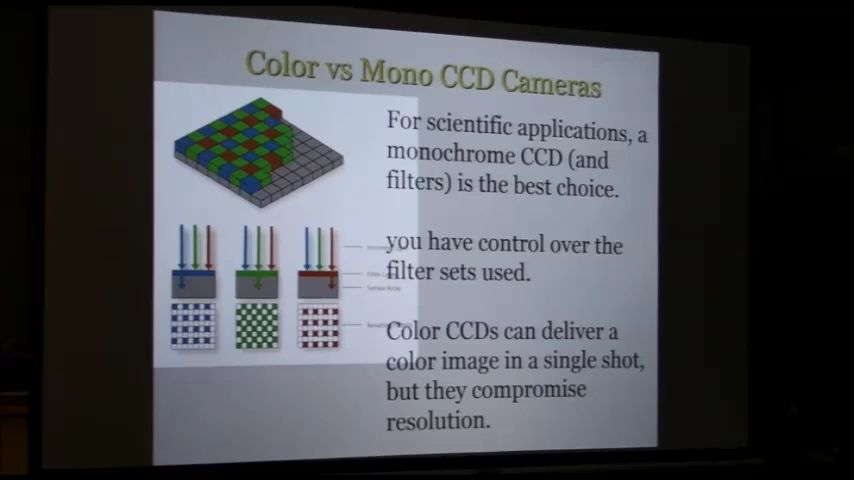 Color vs Mono CCD Cameras
For scientific applications, a
monochrome CCD (and
filters) is the best choice.
you have control over the
filter sets used.
Color CCDs can deliver a
color image in a single shot,
but they compromise
resolution.